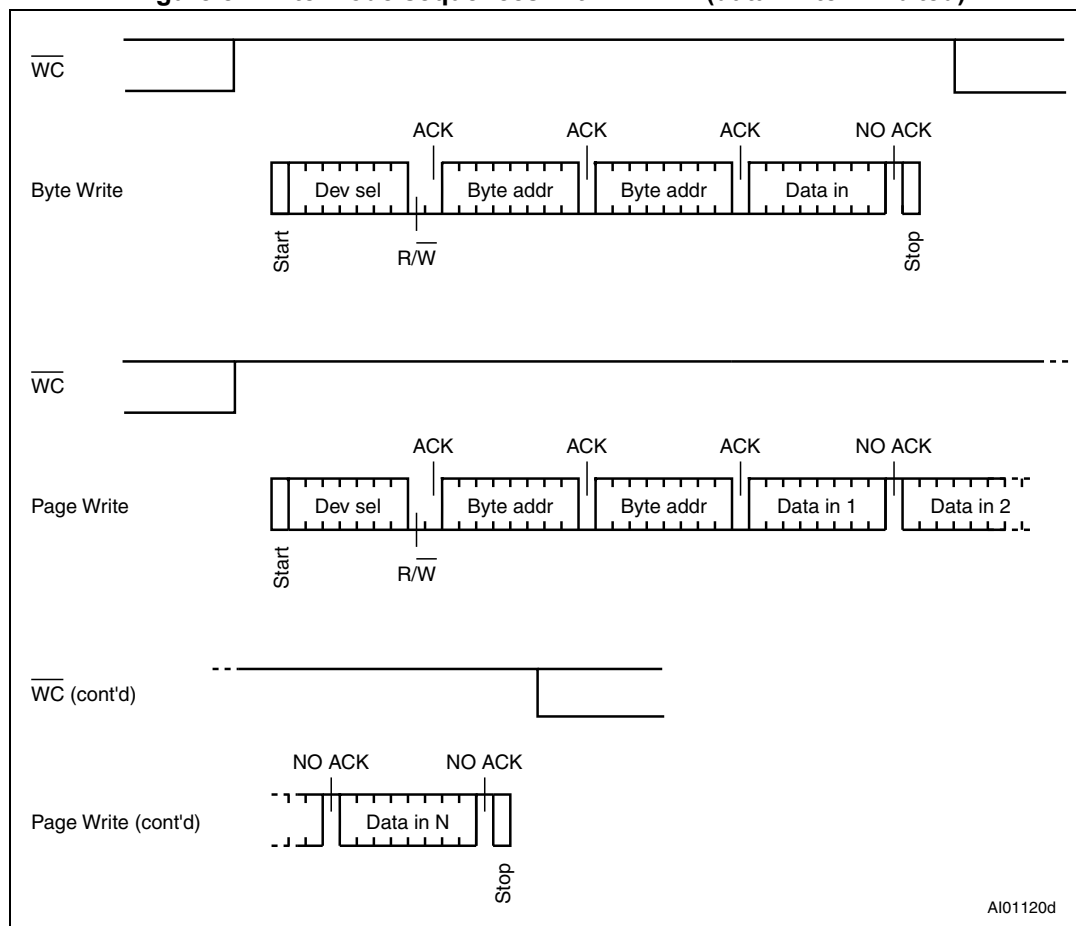 WC
ACK ACK ACK NO ACK
Byte Write Dev sel Byte addr Byte addr Data in
Start R/W Stop
WC
ACK ACK ACK NO ACK
Page Write Dev sel Byte addr Byte addr Data in 1 Data in 2
Start R/W
WC (cont'd)
NO ACK NO ACK
Page Write (cont'd) Data in N
Stop
AI01120d